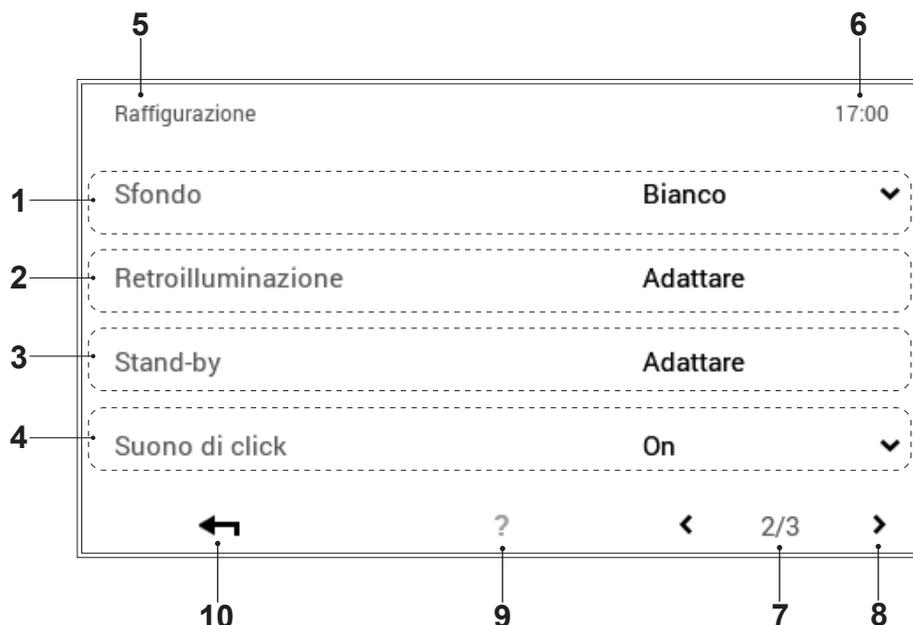 5 6
Raffigurazione 17:00
1 Sfondo Bianco
2 Retroilluminazione Adattare
3 Stand-by Adattare
4 Suono di click On
? 2/3
10 9 7 8